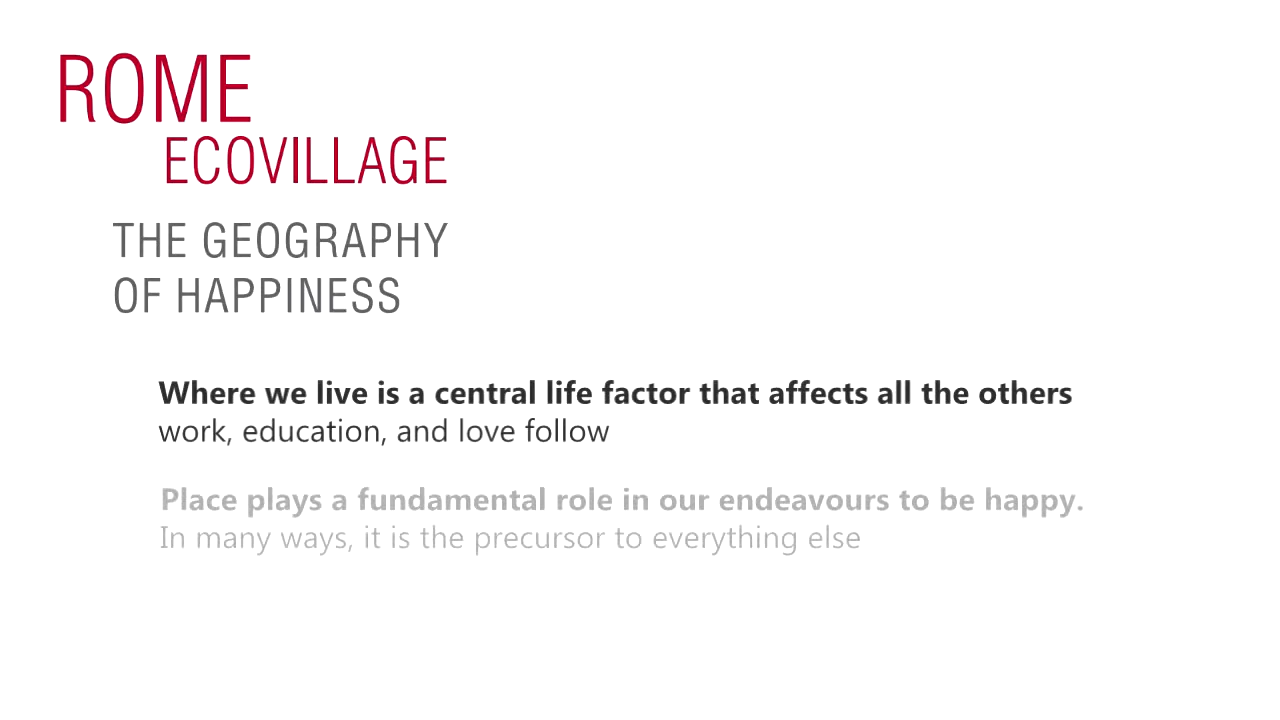 ROME
ECOVILLAGE
THE GEOGRAPHY
OF HAPPINESS
Where we live is a central life factor that affects all the others
work, education, and love follow
Place plays a fundamental role in our endeavours to be happy.
In many ways, it is the precursor to everything else